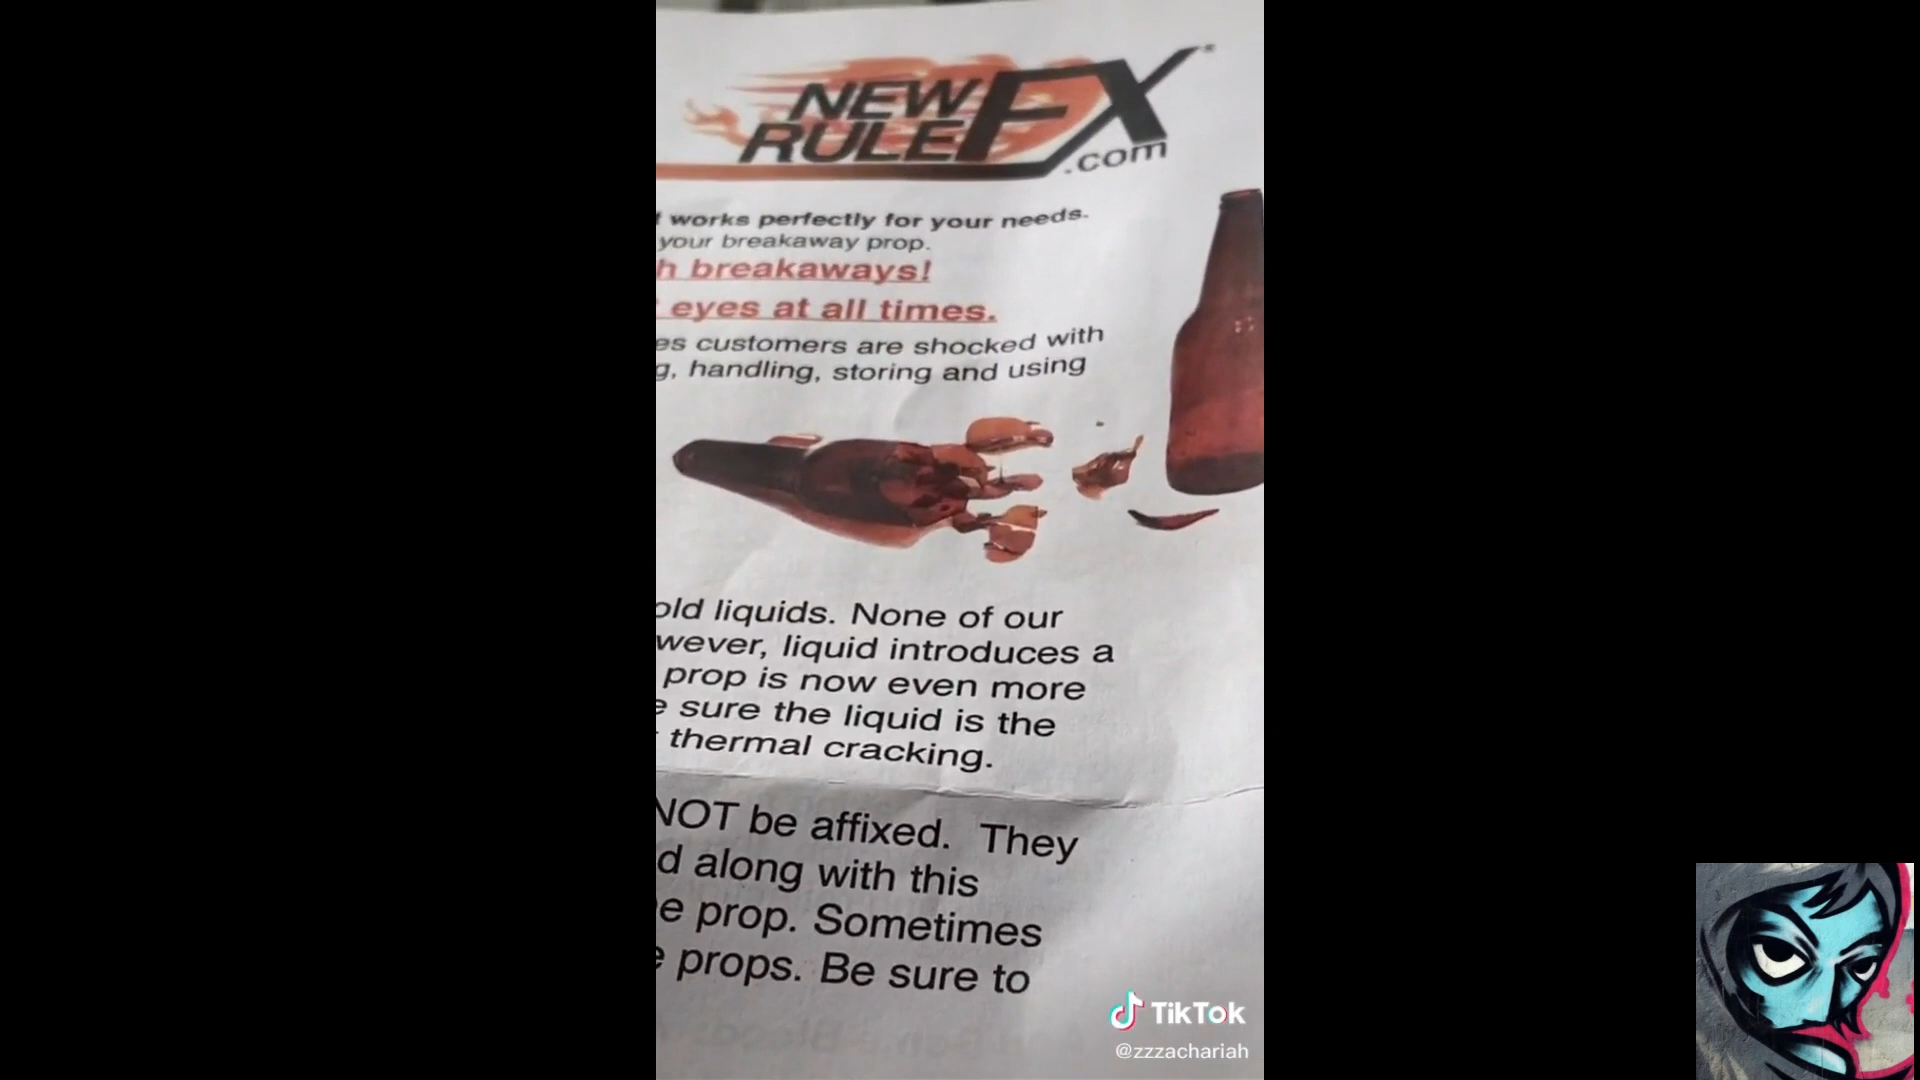 NEW
RULE FX
.com
works perfectly for your needs.
your breakaway prop.
h breakaways!
eyes at all times.
es customers are shocked with
g, handling, storing and using
old liquids. None of our
wever, liquid introduces a
prop is now even more
e sure the liquid is the
thermal cracking.
NOT be affixed. They
d along with this
e prop. Sometimes
e props. Be sure to
TikTok
@zzzachariah